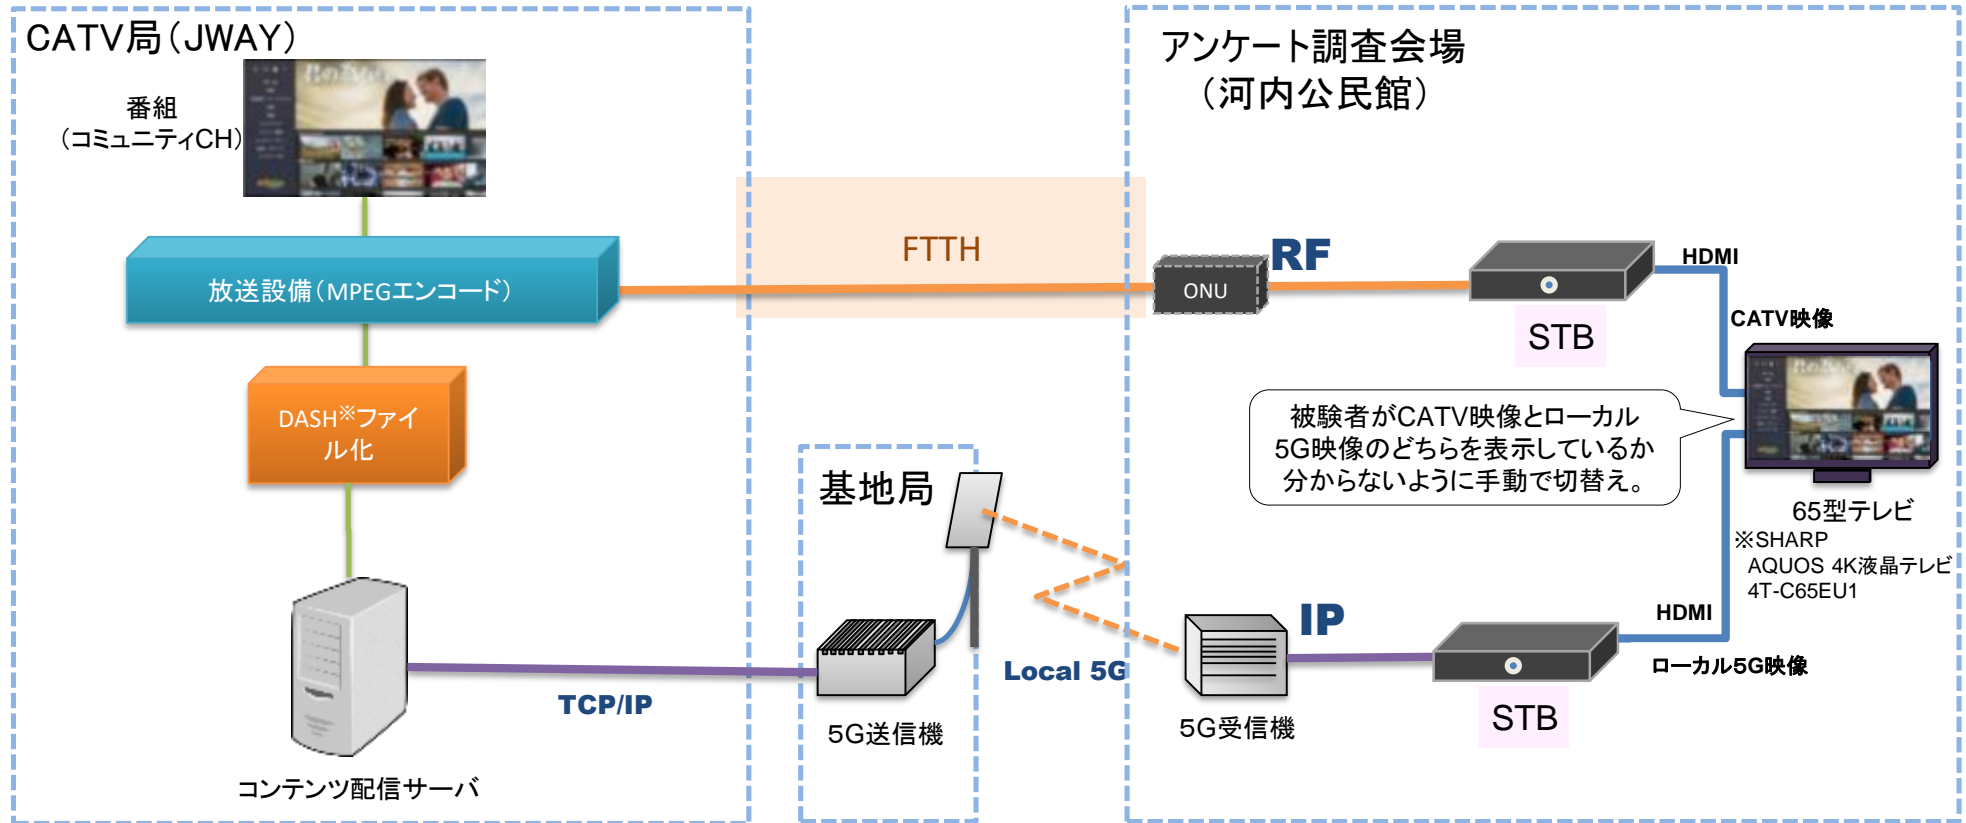 CATV局（JWAY）
番組
（コミュニティCH）
放送設備（MPEGエンコード）
DASH※ファイ
ル化
コンテンツ配信サーバ
TCP/IP
FTTH
基地局
5G送信機
Local 5G
アンケート調査会場
（河内公民館）
ONU
RF
STB
HDMI
CATV映像
被験者がCATV映像とローカル
5G映像のどちらを表示しているか
分からないように手動で切替え。
65型テレビ
※SHARP
AQUOS 4K液晶テレビ
4T-C65EU1
5G受信機
IP
STB
HDMI
ローカル5G映像